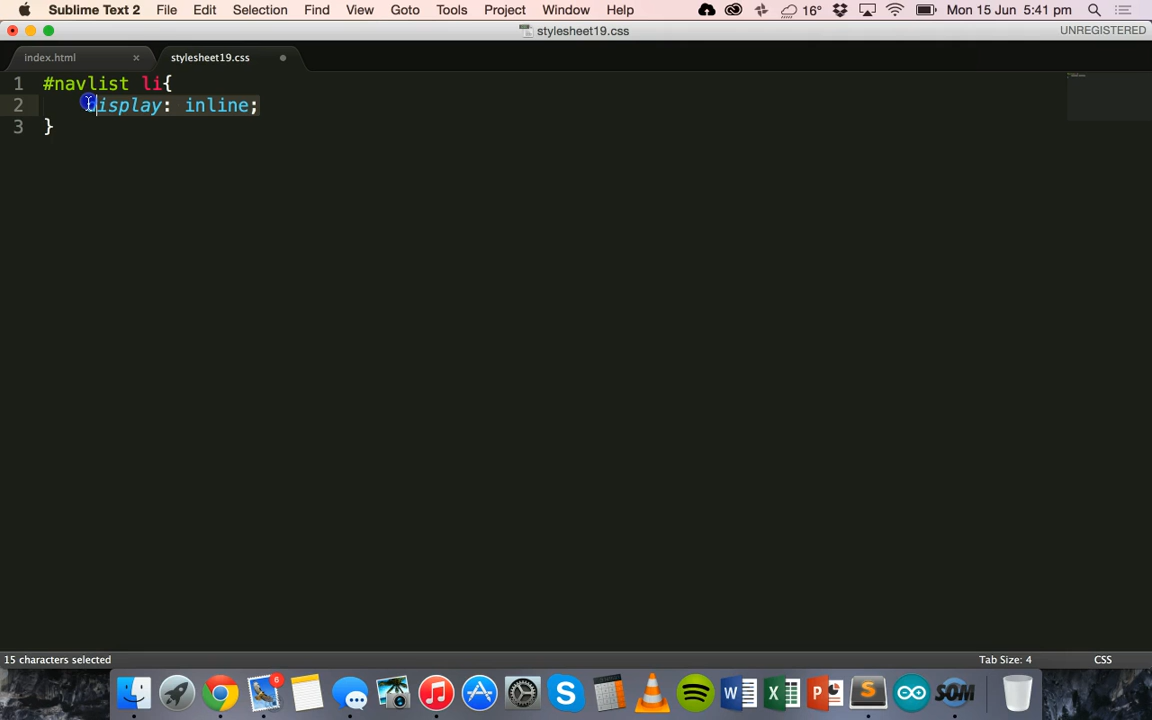 Sublime Text 2 File Edit Selection Find View Goto Tools Project Window Help 16° Mon 15 Jun 5:41 pm
stylesheet19.css UNREGISTERED
index.html × stylesheet19.css
1 #navlist li{
2 display: inline;
3 }
15 characters selected Tab Size: 4 CSS
6